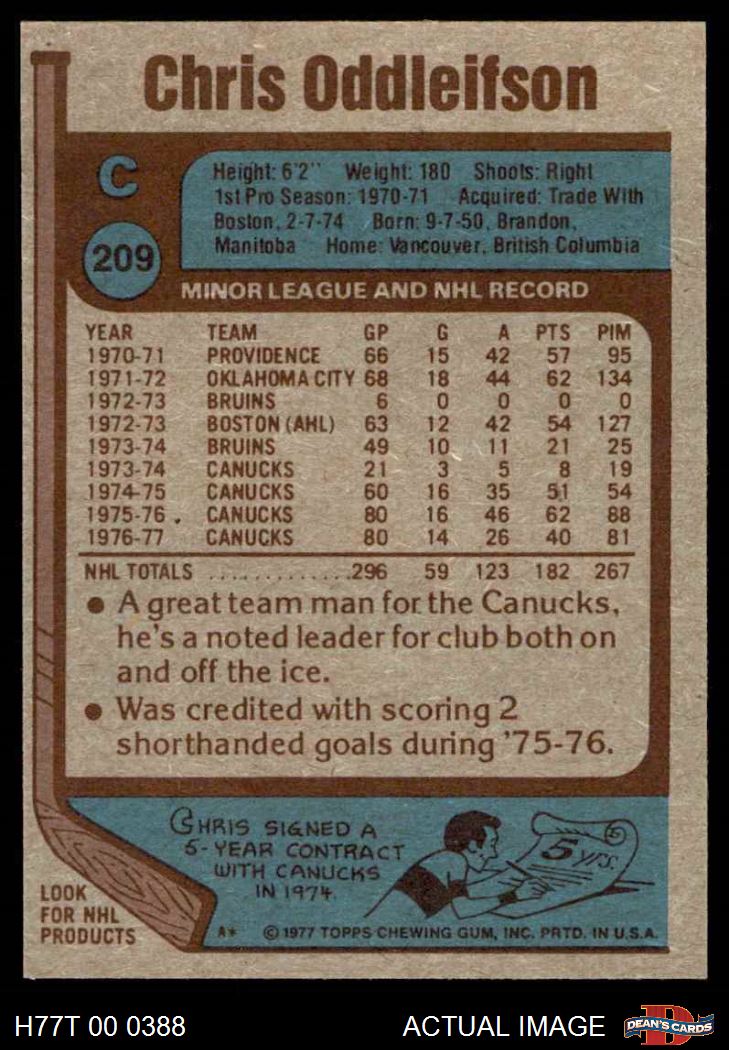 Chris Oddleifson
C
Height: 6'2" Weight: 180 Shoots: Right
1st Pro Season: 1970-71 Acquired: Trade With
Boston, 2-7-74 Born: 9-7-50, Brandon,
Manitoba Home: Vancouver, British Columbia
209
MINOR LEAGUE AND NHL RECORD
YEAR TEAM GP G A PTS PIM
1970-71 PROVIDENCE 66 15 42 57 95
1971-72 OKLAHOMA CITY 68 18 44 62 134
1972-73 BRUINS 6 0 0 0 0
1972-73 BOSTON (AHL) 63 12 42 54 127
1973-74 BRUINS 49 10 11 21 25
1973-74 CANUCKS 21 3 5 8 19
1974-75 CANUCKS 60 16 35 51 54
1975-76 CANUCKS 80 16 46 62 88
1976-77 CANUCKS 80 14 26 40 81
NHL TOTALS .............296 59 123 182 267
● A great team man for the Canucks,
he's a noted leader for club both on
and off the ice.
● Was credited with scoring 2
shorthanded goals during '75-76.
CHRIS SIGNED A
5-YEAR CONTRACT
WITH CANUCKS
IN 1974.
5 YRS.
LOOK
FOR NHL
PRODUCTS
A* © 1977 TOPPS CHEWING GUM, INC. PRTD. IN U.S.A.
H77T 00 0388 ACTUAL IMAGE
D
DEAN'S CARDS